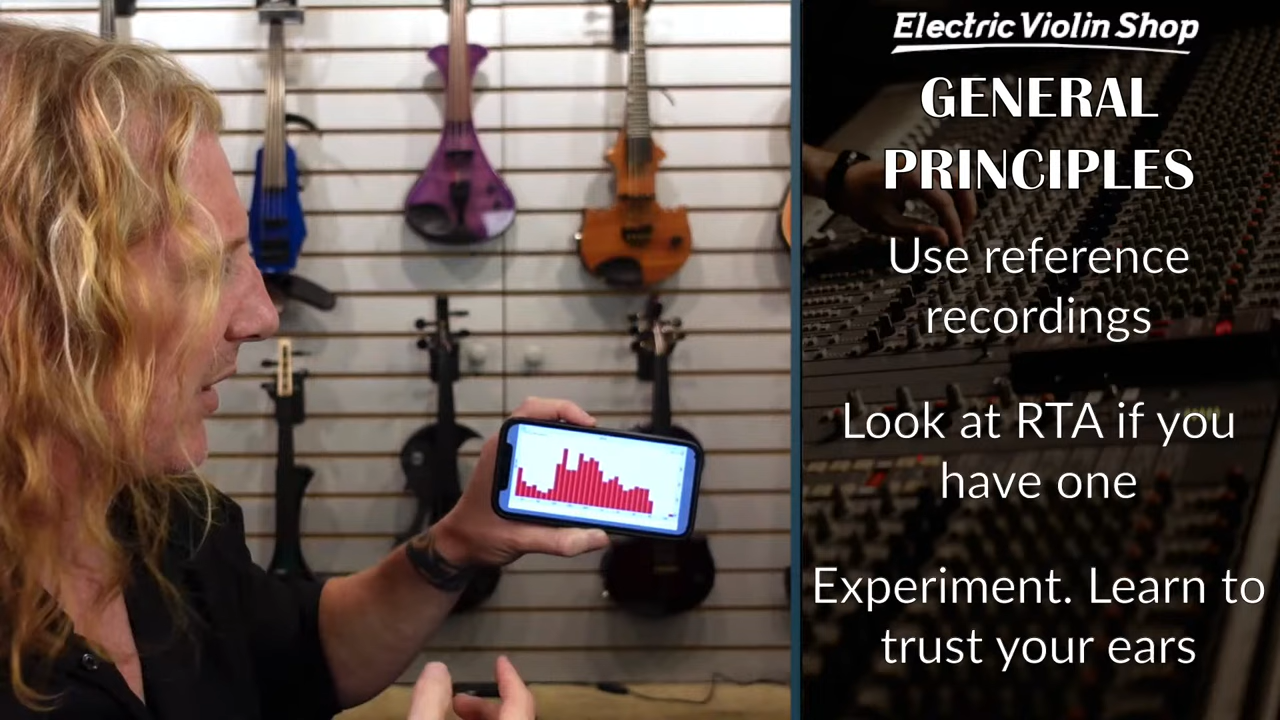 Electric Violin Shop
GENERAL
PRINCIPLES
Use reference
recordings
Look at RTA if you
have one
Experiment. Learn to
trust your ears